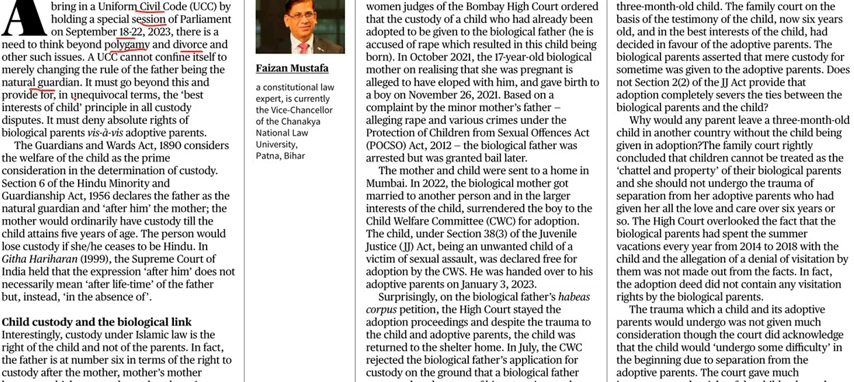 bring in a Uniform Civil Code (UCC) by
holding a special session of Parliament
on September 18-22, 2023, there is a
need to think beyond polygamy and divorce and
other such issues. A UCC cannot confine itself to
merely changing the rule of the father being the
natural guardian. It must go beyond this and
provide for, in unequivocal terms, the ‘best
interests of child’ principle in all custody
disputes. It must deny absolute rights of
biological parents vis-à-vis adoptive parents.
The Guardians and Wards Act, 1890 considers
the welfare of the child as the prime
consideration in the determination of custody.
Section 6 of the Hindu Minority and
Guardianship Act, 1956 declares the father as the
natural guardian and ‘after him’ the mother; the
mother would ordinarily have custody till the
child attains five years of age. The person would
lose custody if she/he ceases to be Hindu. In
Githa Hariharan (1999), the Supreme Court of
India held that the expression ‘after him’ does not
necessarily mean ‘after life-time’ of the father
but, instead, ‘in the absence of’.
Child custody and the biological link
Interestingly, custody under Islamic law is the
right of the child and not of the parents. In fact,
the father is at number six in terms of the right to
custody after the mother, mother’s mother
Faizan Mustafa
a constitutional law
expert, is currently
the Vice-Chancellor
of the Chanakya
National Law
University,
Patna, Bihar
women judges of the Bombay High Court ordered
that the custody of a child who had already been
adopted to be given to the biological father (he is
accused of rape which resulted in this child being
born). In October 2021, the 17-year-old biological
mother on realising that she was pregnant is
alleged to have eloped with him, and gave birth to
a boy on November 26, 2021. Based on a
complaint by the minor mother’s father —
alleging rape and various crimes under the
Protection of Children from Sexual Offences Act
(POCSO) Act, 2012 — the biological father was
arrested but was granted bail later.
The mother and child were sent to a home in
Mumbai. In 2022, the biological mother got
married to another person and in the larger
interests of the child, surrendered the boy to the
Child Welfare Committee (CWC) for adoption.
The child, under Section 38(3) of the Juvenile
Justice (JJ) Act, being an unwanted child of a
victim of sexual assault, was declared free for
adoption by the CWS. He was handed over to his
adoptive parents on January 3, 2023.
Surprisingly, on the biological father’s habeas
corpus petition, the High Court stayed the
adoption proceedings and despite the trauma to
the child and adoptive parents, the child was
returned to the shelter home. In July, the CWC
rejected the biological father’s application for
custody on the ground that a biological father
three-month-old child. The family court on the
basis of the testimony of the child, now six years
old, and in the best interests of the child, had
decided in favour of the adoptive parents. The
biological parents asserted that mere custody for
sometime was given to the adoptive parents. Does
not Section 2(2) of the JJ Act provide that
adoption completely severs the ties between the
biological parents and the child?
Why would any parent leave a three-month-old
child in another country without the child being
given in adoption?The family court rightly
concluded that children cannot be treated as the
‘chattel and property’ of their biological parents
and she should not undergo the trauma of
separation from her adoptive parents who had
given her all the love and care over six years or
so. The High Court overlooked the fact that the
biological parents had spent the summer
vacations every year from 2014 to 2018 with the
child and the allegation of a denial of visitation by
them was not made out from the facts. In fact,
the adoption deed did not contain any visitation
rights by the biological parents.
The trauma which a child and its adoptive
parents would undergo was not given much
consideration though the court did acknowledge
that the child would ‘undergo some difficulty’ in
the beginning due to separation from the
adoptive parents. The court gave much